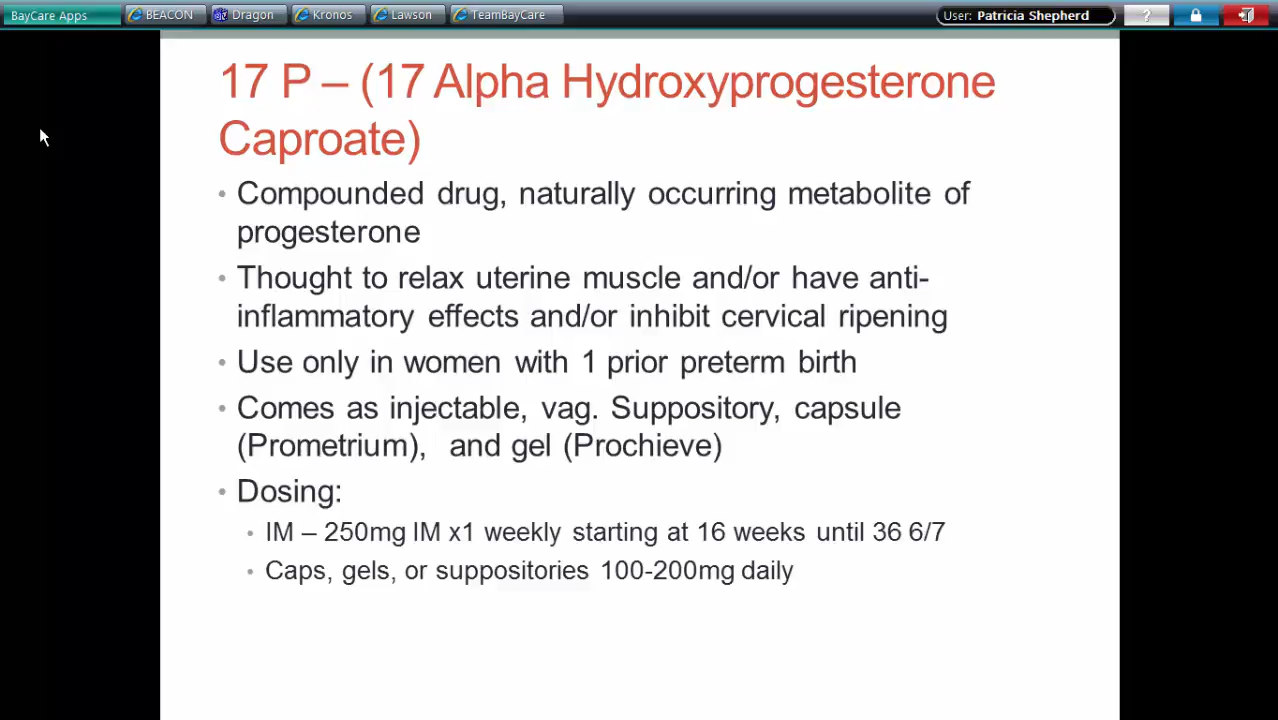 BayCare Apps BEACON Dragon Kronos Lawson TeamBayCare User: Patricia Shepherd ?
17 P – (17 Alpha Hydroxyprogesterone
Caproate)
• Compounded drug, naturally occurring metabolite of
progesterone
• Thought to relax uterine muscle and/or have anti-
inflammatory effects and/or inhibit cervical ripening
• Use only in women with 1 prior preterm birth
• Comes as injectable, vag. Suppository, capsule
(Prometrium), and gel (Prochieve)
• Dosing:
• IM – 250mg IM x1 weekly starting at 16 weeks until 36 6/7
• Caps, gels, or suppositories 100-200mg daily